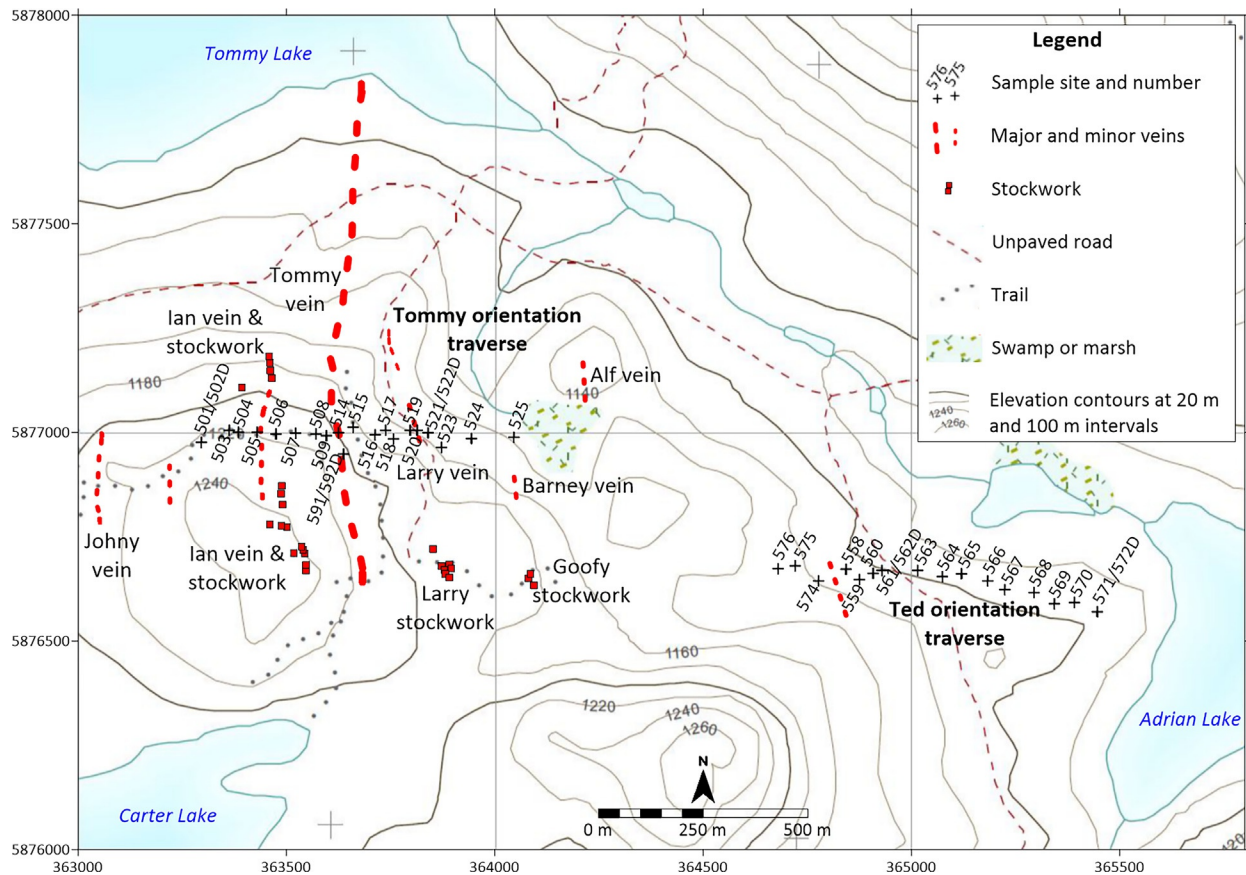 5878000
5877500
5877000
5876500
5876000
363000
363500
364000
364500
365000
365500
Tommy Lake
Legend
576
575
Sample site and number
Major and minor veins
Stockwork
Unpaved road
Trail
Swamp or marsh
1240
1260
Elevation contours at 20 m
and 100 m intervals
Tommy
vein
Ian vein &
stockwork
Tommy orientation
traverse
1180
1140
Alf vein
501/502D
503
504
505
506
507
508
509
514
591/592D
515
516
517
518
519
520
521/522D
523
524
525
1240
Larry vein
Barney vein
Johny
vein
Ian vein &
stockwork
Larry
stockwork
Goofy
stockwork
576
575
574
558
559
560
561/562D
563
564
565
566
567
568
569
570
571/572D
Ted orientation
traverse
1160
1220
1240
1260
N
0 m
250 m
500 m
Carter Lake
Adrian Lake